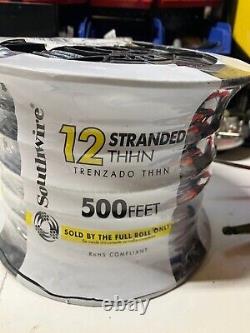 Southwire®
12 STRANDED
THHN
TRENZADO THHN
500FEET
SOLD BY THE FULL ROLL ONLY
RoHS COMPLIANT